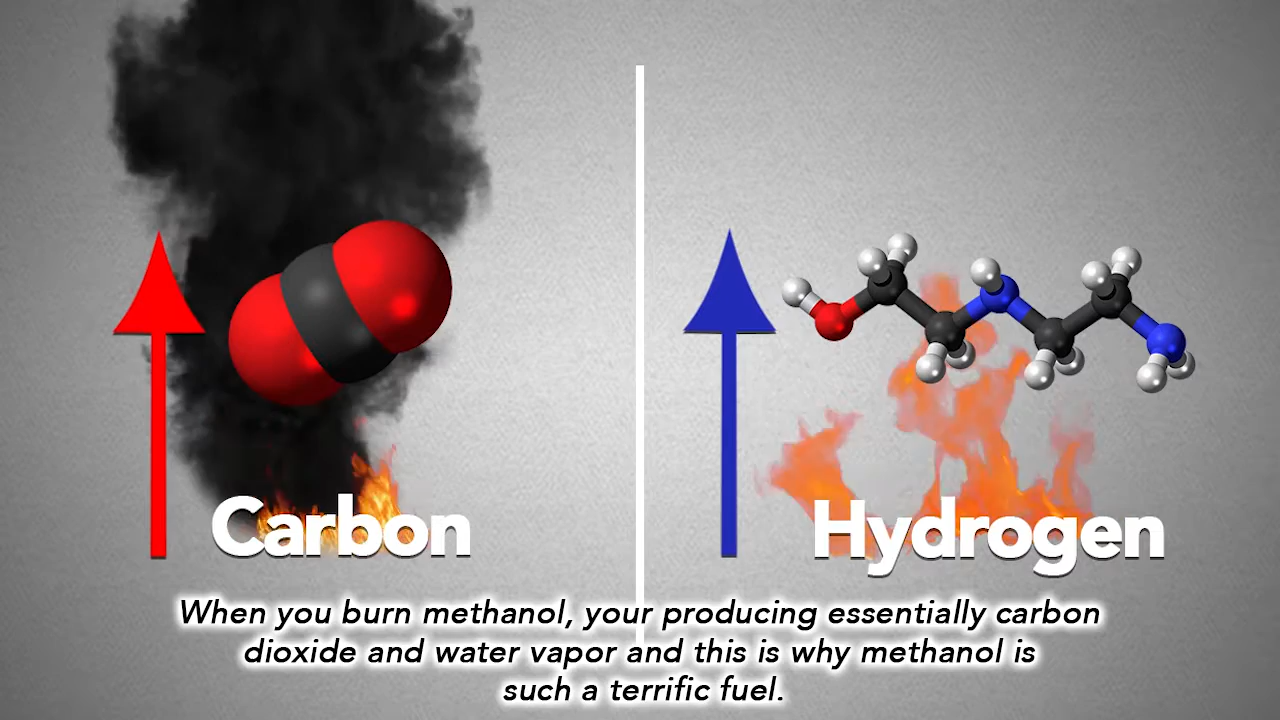 Carbon
Hydrogen
When you burn methanol, your producing essentially carbon
dioxide and water vapor and this is why methanol is
such a terrific fuel.